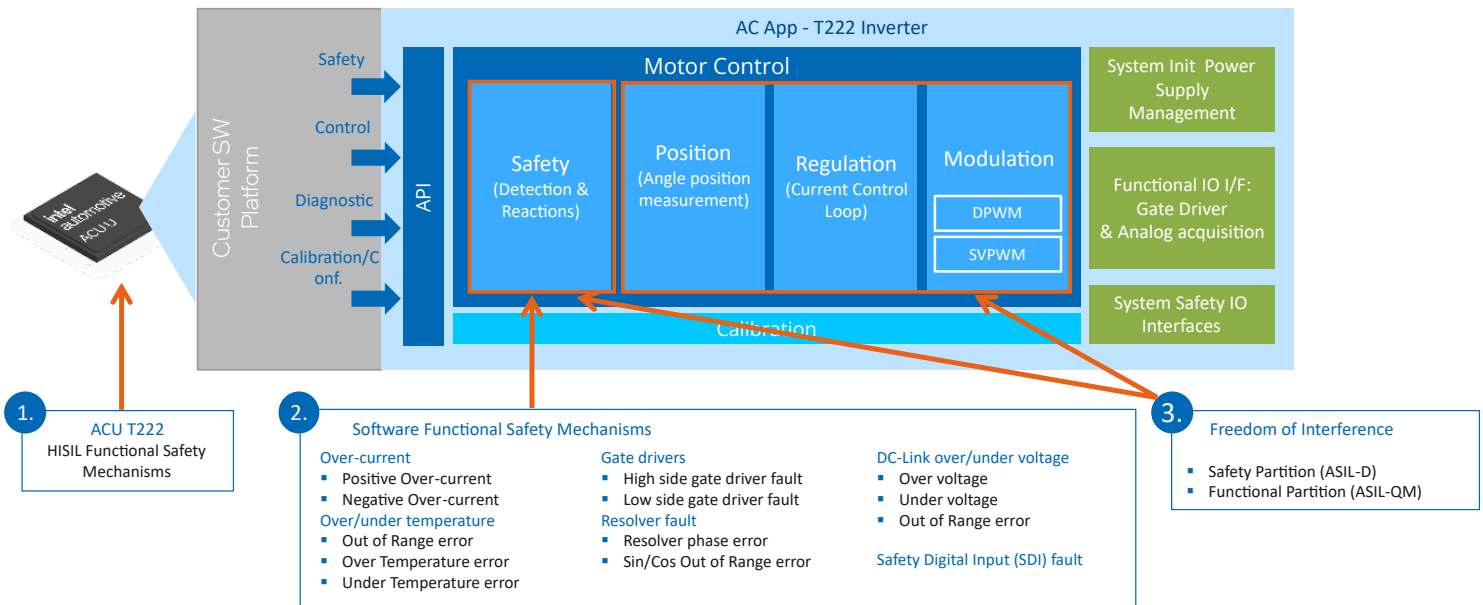 AC App - T222 Inverter
Safety
Control
Diagnostic
Calibration/C
onf.
intel
automotive
ACU U
Customer SW
Platform
API
Motor Control
Safety
(Detection &
Reactions)
Position
(Angle position
measurement)
Regulation
(Current Control
Loop)
Modulation
DPWM
SVPWM
Calibration
System Init Power
Supply
Management
Functional IO I/F:
Gate Driver
& Analog acquisition
System Safety IO
Interfaces
1.
ACU T222
HISIL Functional Safety
Mechanisms
2.
Software Functional Safety Mechanisms
Over-current
▪ Positive Over-current
▪ Negative Over-current
Over/under temperature
▪ Out of Range error
▪ Over Temperature error
▪ Under Temperature error
Gate drivers
▪ High side gate driver fault
▪ Low side gate driver fault
Resolver fault
▪ Resolver phase error
▪ Sin/Cos Out of Range error
DC-Link over/under voltage
▪ Over voltage
▪ Under voltage
▪ Out of Range error
Safety Digital Input (SDI) fault
3.
Freedom of Interference
▪ Safety Partition (ASIL-D)
▪ Functional Partition (ASIL-QM)